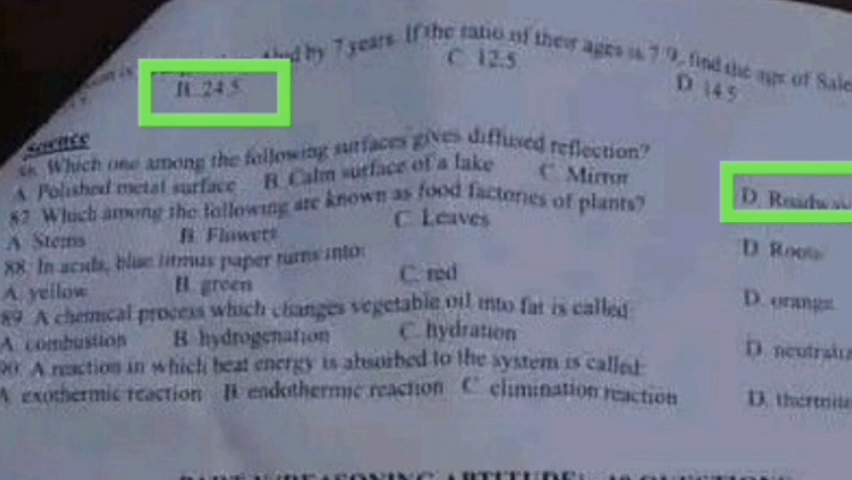 by 7 years. If the ratio of their ages is 7:9, find the age of Sale
B. 24.5 C. 12.5 D. 14.5
Science
86. Which one among the following surfaces gives diffused reflection?
A. Polished metal surface B. Calm surface of a lake C. Mirror D.
87. Which among the following are known as food factories of plants?
A. Stems B. Flowers C. Leaves D. Roots
88. In acids, blue litmus paper turns into:
A. yellow B. green C. red D. orange
89. A chemical process which changes vegetable oil into fat is called:
A. combustion B. hydrogenation C. hydration D. neutraliz
90. A reaction in which heat energy is absorbed to the system is called:
A. exothermic reaction B. endothermic reaction C. elimination reaction D. thermite